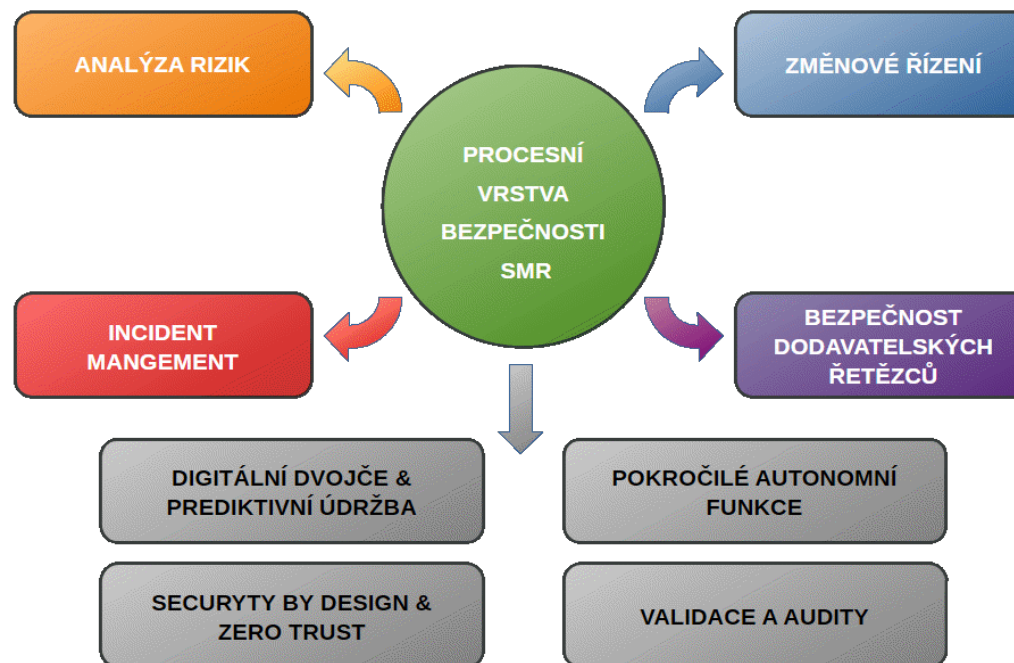 ANALÝZA RIZIK
ZMĚNOVÉ ŘÍZENÍ
PROCESNÍ
VRSTVA
BEZPEČNOSTI
SMR
INCIDENT
MANGEMENT
BEZPEČNOST
DODAVATELSKÝCH
ŘETĚZCŮ
DIGITÁLNÍ DVOJČE &
PREDIKTIVNÍ ÚDRŽBA
POKROČILÉ AUTONOMNÍ
FUNKCE
SECURYTY BY DESIGN &
ZERO TRUST
VALIDACE A AUDITY